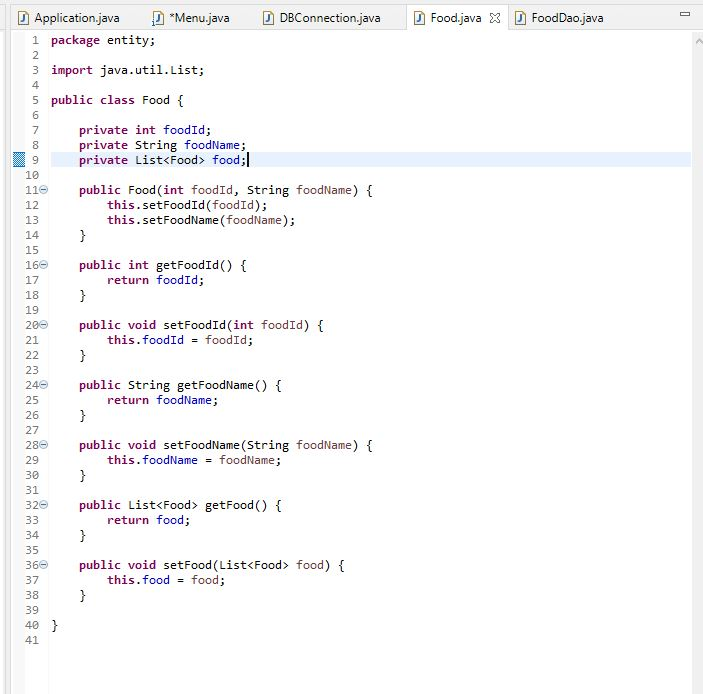 Application.java *Menu.java DBConnection.java Food.java FoodDao.java
1 package entity;
2
3 import java.util.List;
4
5 public class Food {
6
7 private int foodId;
8 private String foodName;
9 private List<Food> food;
10
11 public Food(int foodId, String foodName) {
12 this.setFoodId(foodId);
13 this.setFoodName(foodName);
14 }
15
16 public int getFoodId() {
17 return foodId;
18 }
19
20 public void setFoodId(int foodId) {
21 this.foodId = foodId;
22 }
23
24 public String getFoodName() {
25 return foodName;
26 }
27
28 public void setFoodName(String foodName) {
29 this.foodName = foodName;
30 }
31
32 public List<Food> getFood() {
33 return food;
34 }
35
36 public void setFood(List<Food> food) {
37 this.food = food;
38 }
39
40 }
41